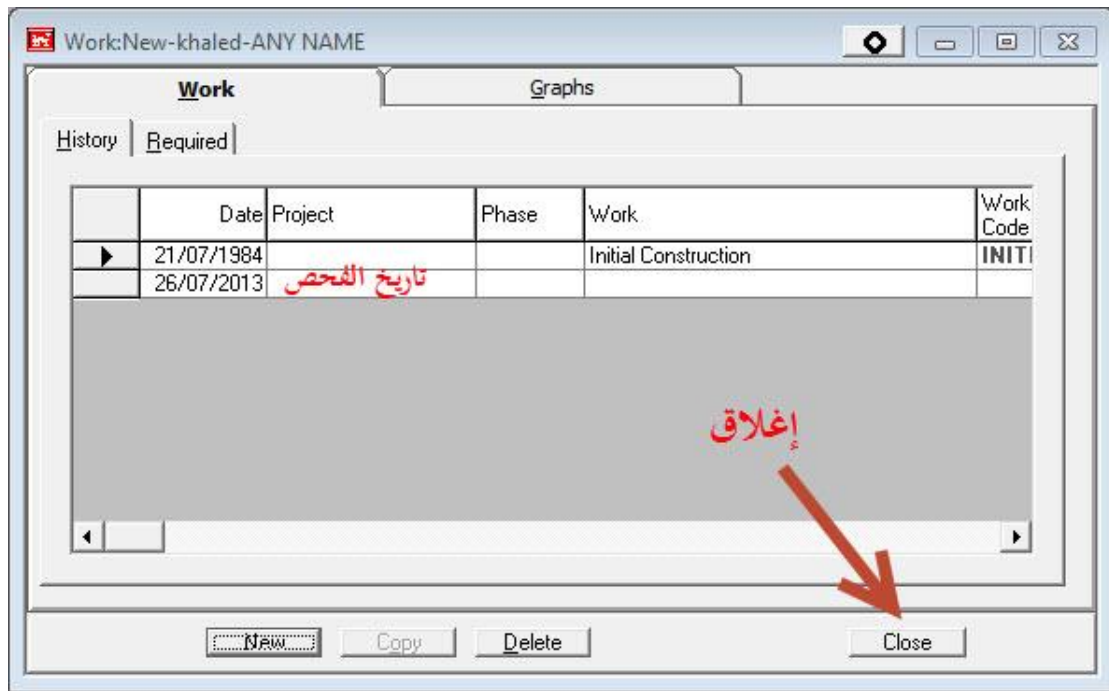 Work:New-khaled-ANY NAME
Work Graphs
History Required
Date Project Phase Work Work Code
21/07/1984 Initial Construction INITI
26/07/2013 تاريخ الفحص
إغلاق
New Copy Delete Close